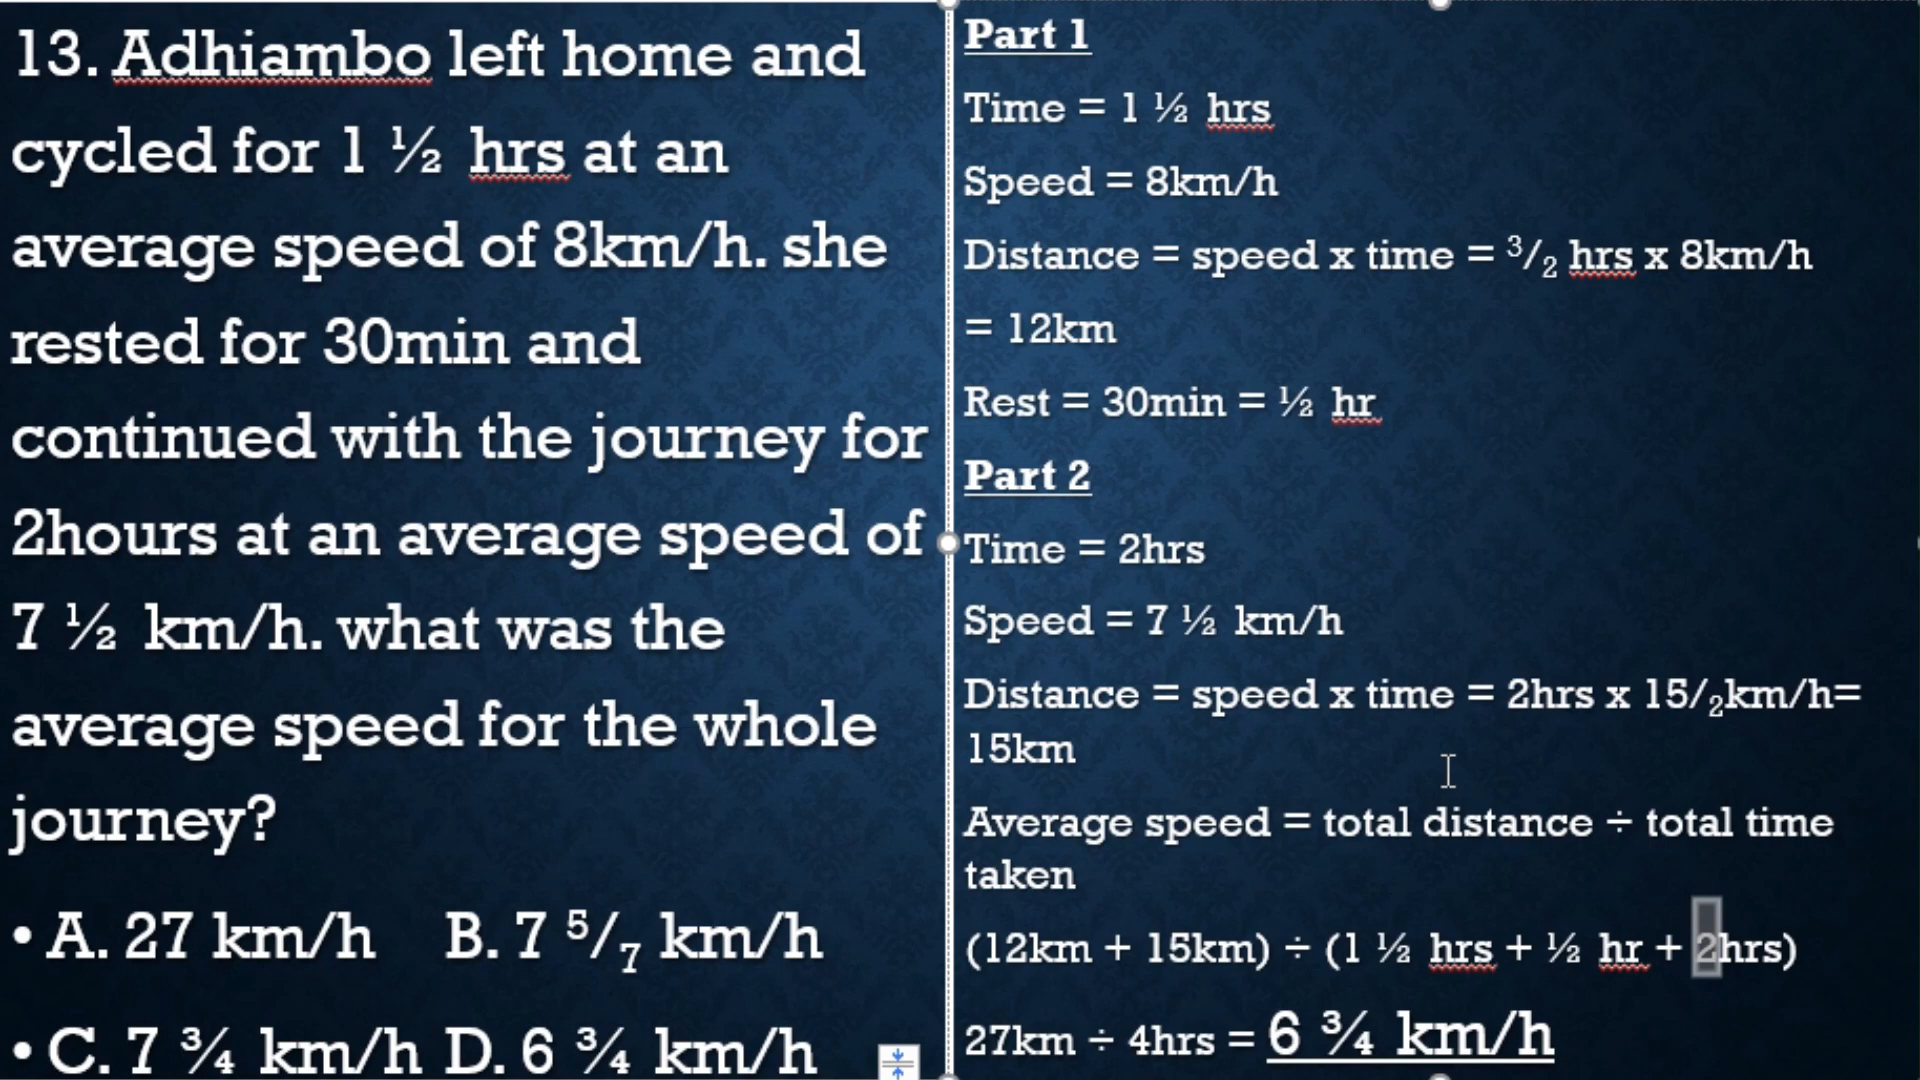 13. Adhiambo left home and
cycled for 1 ½ hrs at an
average speed of 8km/h. she
rested for 30min and
continued with the journey for
2hours at an average speed of
7 ½ km/h. what was the
average speed for the whole
journey?
• A. 27 km/h B. 7 ⁵/₇ km/h
• C. 7 ¾ km/h D. 6 ¾ km/h
Part 1
Time = 1 ½ hrs
Speed = 8km/h
Distance = speed x time = ³/₂ hrs x 8km/h
= 12km
Rest = 30min = ½ hr
Part 2
Time = 2hrs
Speed = 7 ½ km/h
Distance = speed x time = 2hrs x 15/₂km/h=
15km
Average speed = total distance ÷ total time
taken
(12km + 15km) ÷ (1 ½ hrs + ½ hr + 2hrs)
27km ÷ 4hrs = 6 ¾ km/h